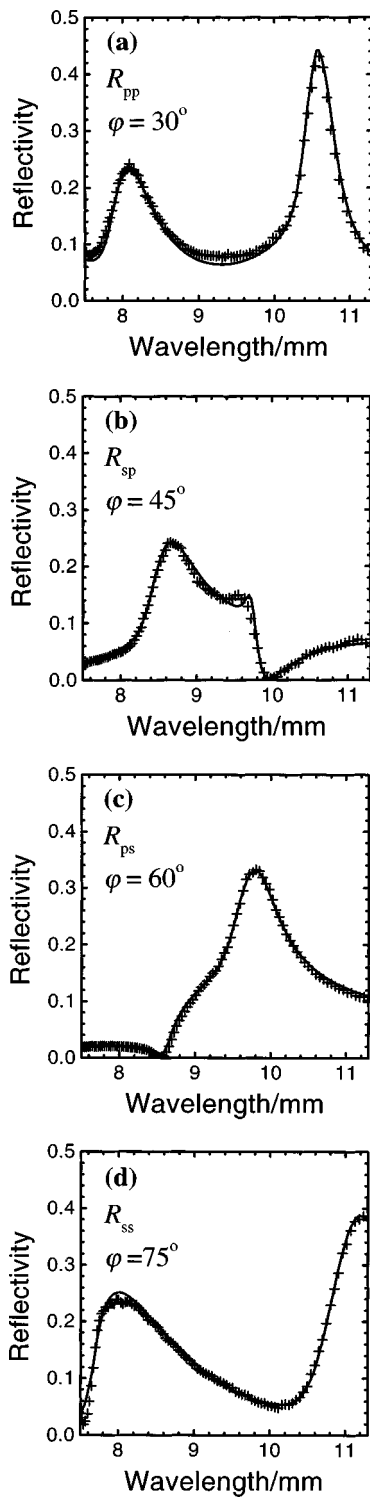 0.5
(a)
0.4
R_pp
φ = 30°
0.3
0.2
0.1
0.0
Reflectivity
8 9 10 11
Wavelength/mm
0.5
(b)
0.4
R_sp
φ = 45°
0.3
0.2
0.1
0.0
Reflectivity
8 9 10 11
Wavelength/mm
0.5
(c)
0.4
R_ps
φ = 60°
0.3
0.2
0.1
0.0
Reflectivity
8 9 10 11
Wavelength/mm
0.5
(d)
0.4
R_ss
φ =75°
0.3
0.2
0.1
0.0
Reflectivity
8 9 10 11
Wavelength/mm